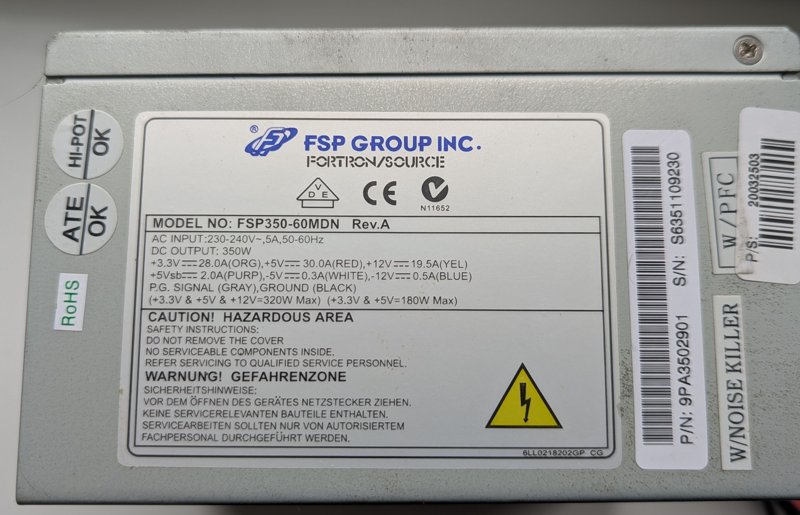 HI-POT
OK
ATE
OK
RoHS
® FSP GROUP INC.
FORTRON/SOURCE
VDE
CE
N11652
MODEL NO: FSP350-60MDN Rev.A
AC INPUT:230-240V~,5A,50-60Hz
DC OUTPUT: 350W
+3.3V⎓28.0A(ORG),+5V⎓30.0A(RED),+12V⎓19.5A(YEL)
+5Vsb⎓2.0A(PURP),-5V⎓0.3A(WHITE),-12V⎓0.5A(BLUE)
P.G. SIGNAL (GRAY),GROUND (BLACK)
(+3.3V & +5V & +12V=320W Max) (+3.3V & +5V=180W Max)
CAUTION! HAZARDOUS AREA
SAFETY INSTRUCTIONS:
DO NOT REMOVE THE COVER
NO SERVICEABLE COMPONENTS INSIDE.
REFER SERVICING TO QUALIFIED SERVICE PERSONNEL.
WARNUNG! GEFAHRENZONE
SICHERHEITSHINWEISE:
VOR DEM ÖFFNEN DES GERÄTES NETZSTECKER ZIEHEN.
KEINE SERVICERELEVANTEN BAUTEILE ENTHALTEN.
SERVICEARBEITEN SOLLTEN NUR VON AUTORISIERTEM
FACHPERSONAL DURCHGEFÜHRT WERDEN.
6LL0218202GP CG
P/N: 9PA3502901 S/N: S6351109230
W/PFC
W/NOISE KILLER
P/S: 20032503